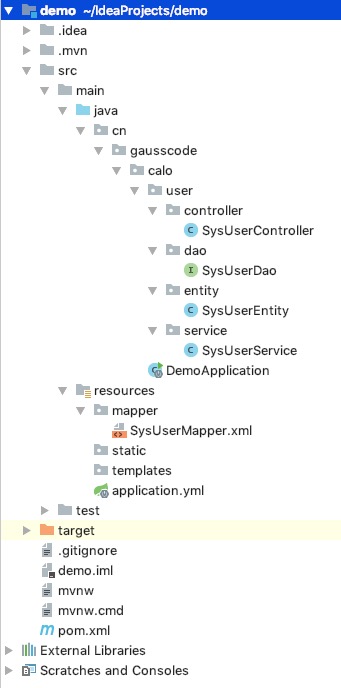 demo ~/IdeaProjects/demo
.idea
.mvn
src
main
java
cn
gausscode
calo
user
controller
SysUserController
dao
SysUserDao
entity
SysUserEntity
service
SysUserService
DemoApplication
resources
mapper
SysUserMapper.xml
static
templates
application.yml
test
target
.gitignore
demo.iml
mvnw
mvnw.cmd
pom.xml
External Libraries
Scratches and Consoles